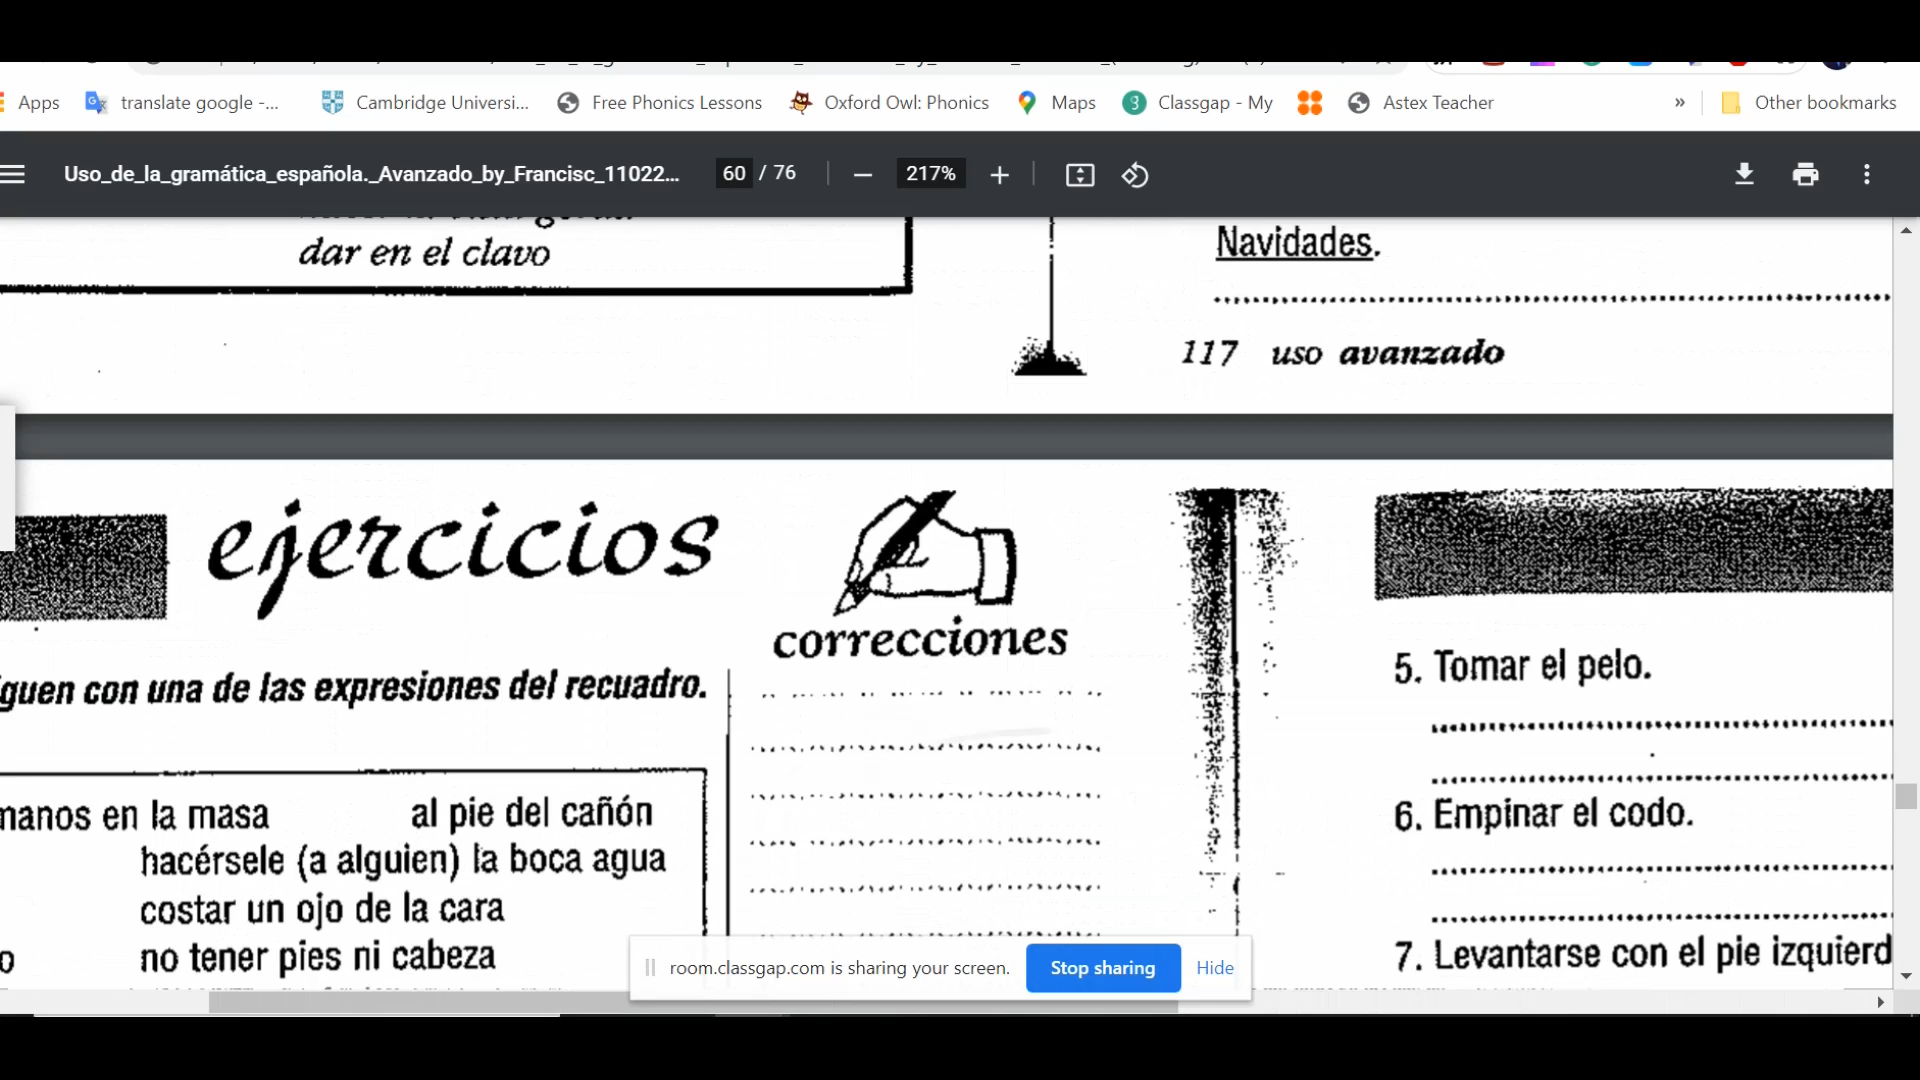 Apps
translate google -...
Cambridge Universi...
Free Phonics Lessons
Oxford Owl: Phonics
Maps
Classgap - My
Astex Teacher
»
Other bookmarks
Uso_de_la_gramática_española._Avanzado_by_Francisc_11022...
60 / 76
217%
dar en el clavo
Navidades.
117 uso avanzado
ejercicios
correcciones
guen con una de las expresiones del recuadro.
manos en la masa
al pie del cañón
hacérsele (a alguien) la boca agua
costar un ojo de la cara
o no tener pies ni cabeza
5. Tomar el pelo.
6. Empinar el codo.
7. Levantarse con el pie izquierd
room.classgap.com is sharing your screen.
Stop sharing
Hide